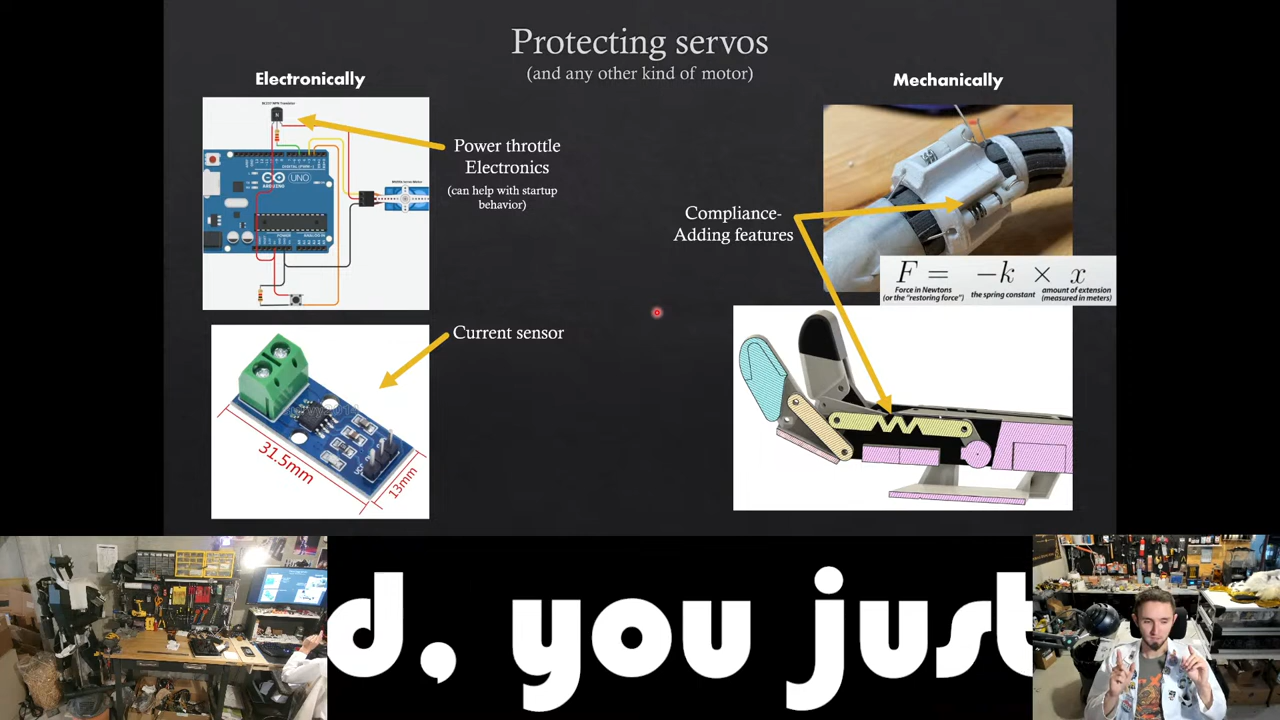 Protecting servos
(and any other kind of motor)
Electronically
Mechanically
Power throttle
Electronics
(can help with startup
behavior)
UNO
ARDUINO
POWER
Compliance-
Adding features
F = −k × x
Force in Newtons
(or the "restoring force")
the spring constant
amount of extension
(measured in meters)
Current sensor
31.5mm
13mm
d, you just